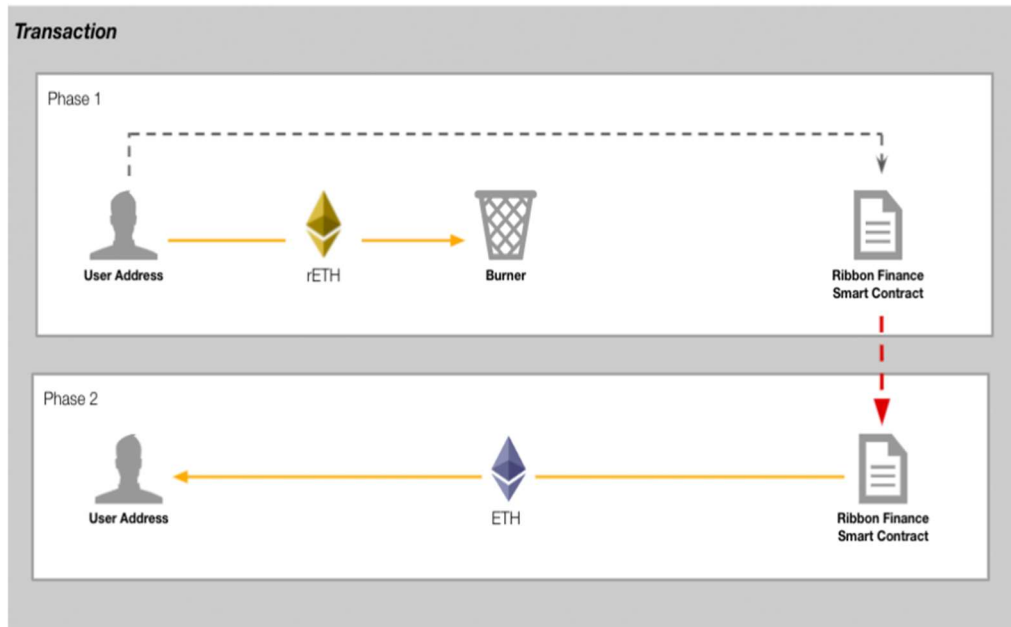 Transaction
Phase 1
User Address
rETH
Burner
Ribbon Finance
Smart Contract
Phase 2
User Address
ETH
Ribbon Finance
Smart Contract